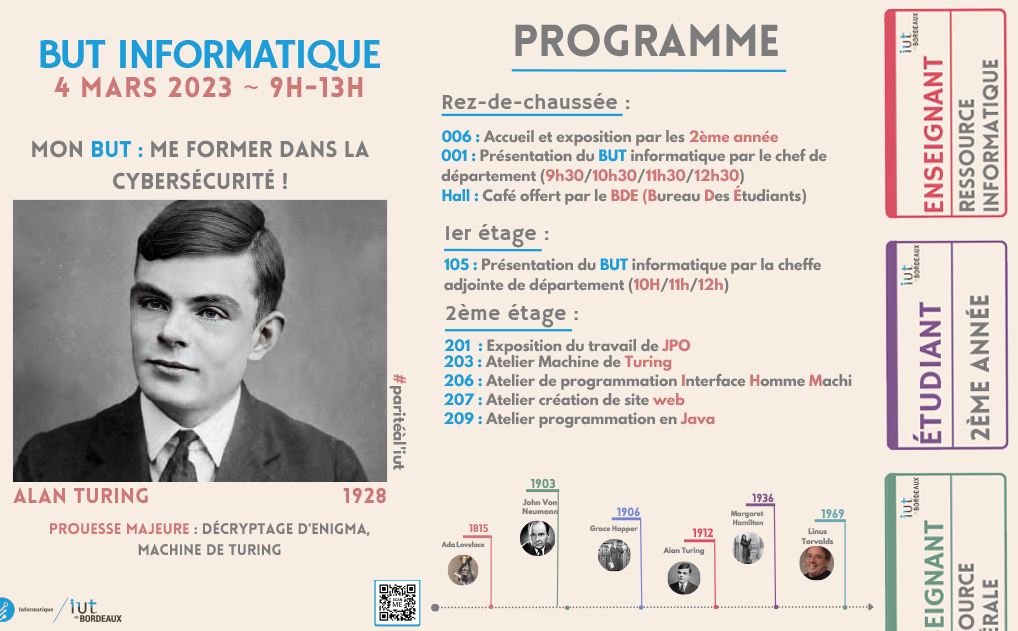 BUT INFORMATIQUE
4 MARS 2023 ~ 9H-13H
MON BUT : ME FORMER DANS LA
CYBERSÉCURITÉ !
#paritéàl'iut
ALAN TURING 1928
PROUESSE MAJEURE : DÉCRYPTAGE D'ENIGMA,
MACHINE DE TURING
Informatique
iut
DE BORDEAUX
SCAN
ME
PROGRAMME
Rez-de-chaussée :
006 : Accueil et exposition par les 2ème année
001 : Présentation du BUT informatique par le chef de
département (9h30/10h30/11h30/12h30)
Hall : Café offert par le BDE (Bureau Des Étudiants)
1er étage :
105 : Présentation du BUT informatique par la cheffe
adjointe de département (10H/11h/12h)
2ème étage :
201 : Exposition du travail de JPO
203 : Atelier Machine de Turing
206 : Atelier de programmation Interface Homme Machi
207 : Atelier création de site web
209 : Atelier programmation en Java
1815
Ada Lovelace
1903
John Von
Neumann
1906
Grace Hopper
1912
Alan Turing
1936
Margaret
Hamilton
1969
Linus
Torvalds
iut
DE BORDEAUX
ENSEIGNANT
RESSOURCE
INFORMATIQUE
iut
DE BORDEAUX
ÉTUDIANT
2ÈME ANNÉE
iut
DE BORDEAUX
EIGNANT
OURCE
ÉRALE